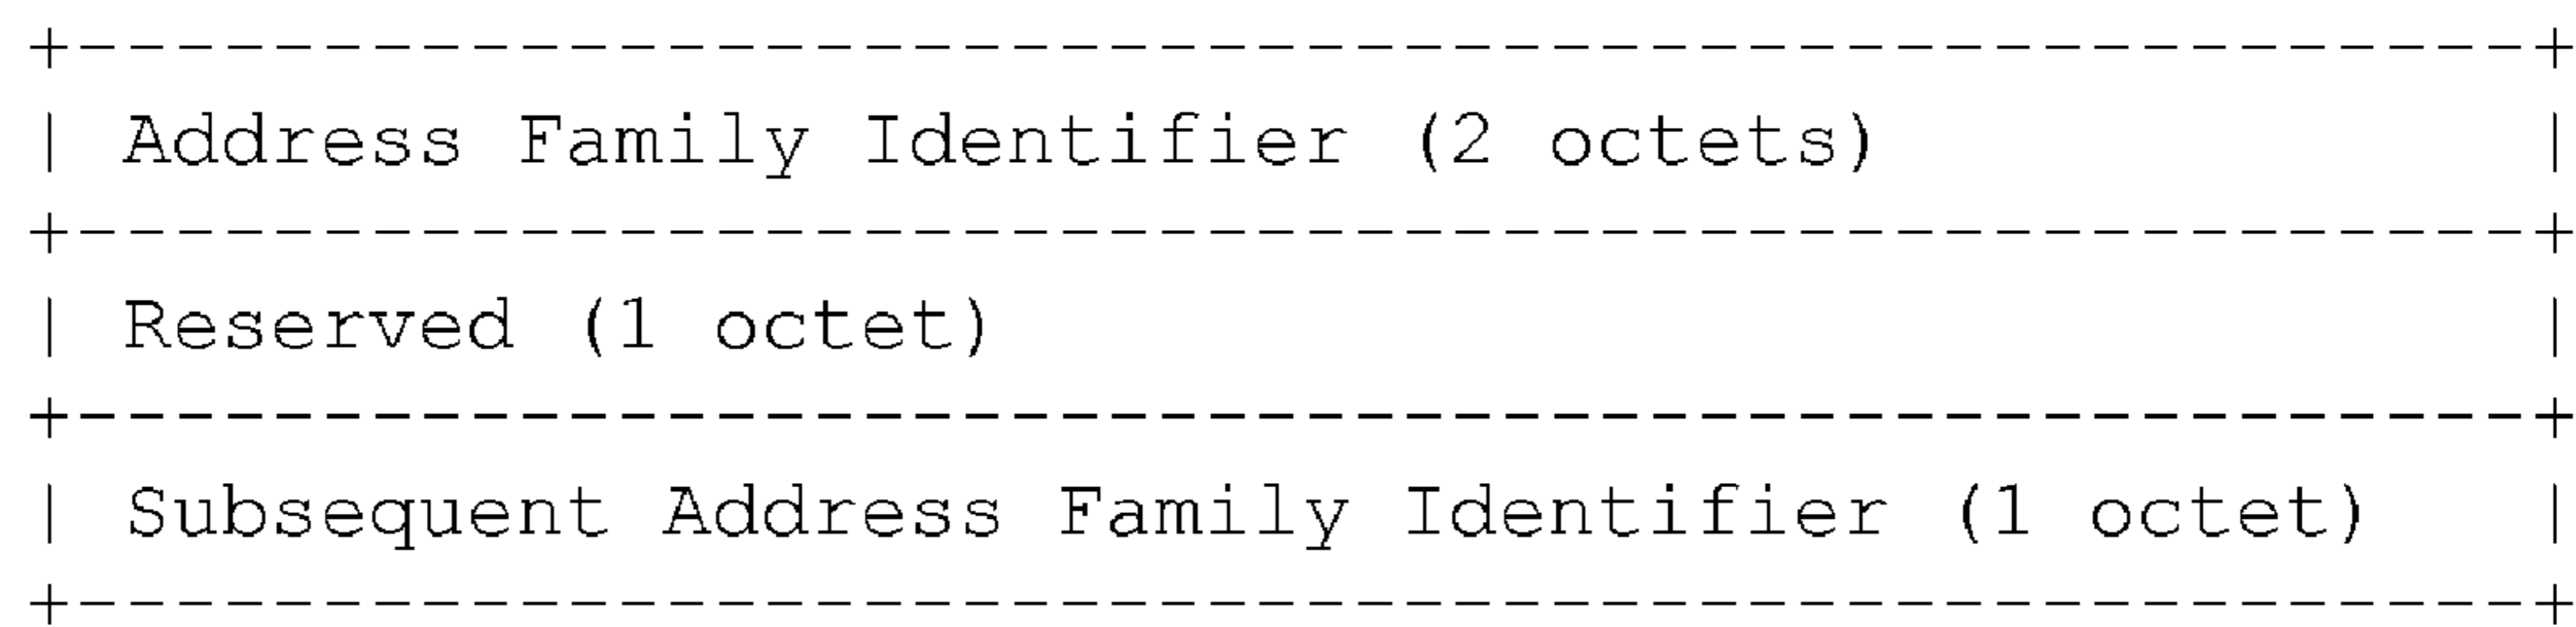 +--------------------------------------------------+
| Address Family Identifier (2 octets)             |
+--------------------------------------------------+
| Reserved (1 octet)                               |
+--------------------------------------------------+
| Subsequent Address Family Identifier (1 octet)   |
+--------------------------------------------------+